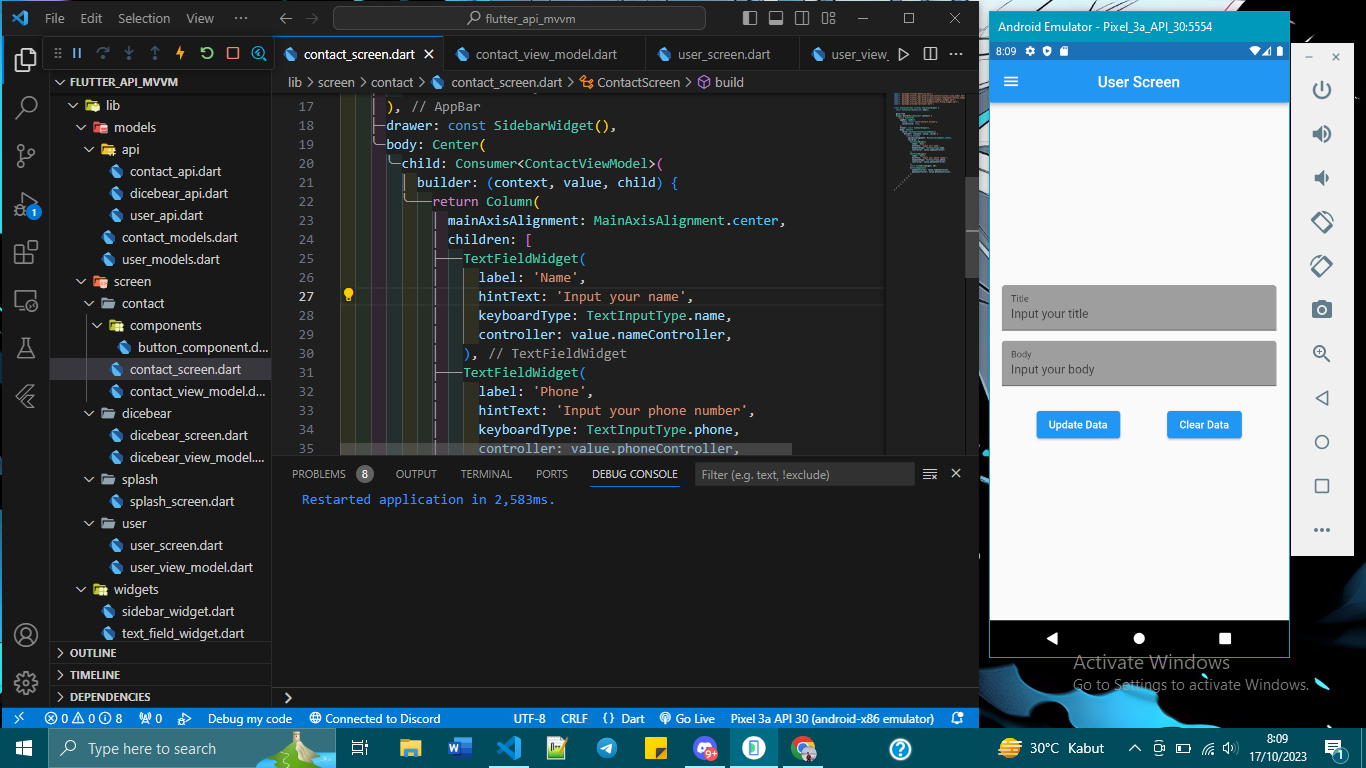 File Edit Selection View ··· flutter_api_mvvm
contact_screen.dart contact_view_model.dart user_screen.dart user_view_
lib > screen > contact > contact_screen.dart > ContactScreen > build
FLUTTER_API_MVVM
lib
models
api
contact_api.dart
dicebear_api.dart
user_api.dart
contact_models.dart
user_models.dart
screen
contact
components
button_component.d...
contact_screen.dart
contact_view_model.d...
dicebear
dicebear_screen.dart
dicebear_view_model....
splash
splash_screen.dart
user
user_screen.dart
user_view_model.dart
widgets
sidebar_widget.dart
text_field_widget.dart
OUTLINE
TIMELINE
DEPENDENCIES
1
17 ), // AppBar
18 drawer: const SidebarWidget(),
19 body: Center(
20 child: Consumer<ContactViewModel>(
21 builder: (context, value, child) {
22 return Column(
23 mainAxisAlignment: MainAxisAlignment.center,
24 children: [
25 TextFieldWidget(
26 label: 'Name',
27 hintText: 'Input your name',
28 keyboardType: TextInputType.name,
29 controller: value.nameController,
30 ), // TextFieldWidget
31 TextFieldWidget(
32 label: 'Phone',
33 hintText: 'Input your phone number',
34 keyboardType: TextInputType.phone,
35 controller: value.phoneController,
PROBLEMS 8 OUTPUT TERMINAL PORTS DEBUG CONSOLE Filter (e.g. text, !exclude)
Restarted application in 2,583ms.
0 0 8 0 Debug my code Connected to Discord UTF-8 CRLF {} Dart Go Live Pixel 3a API 30 (android-x86 emulator)
Android Emulator - Pixel_3a_API_30:5554
8:09
User Screen
Title
Input your title
Body
Input your body
Update Data Clear Data
Activate Windows
Go to Settings to activate Windows.
Type here to search 9+ 30°C Kabut 8:09
17/10/2023 1